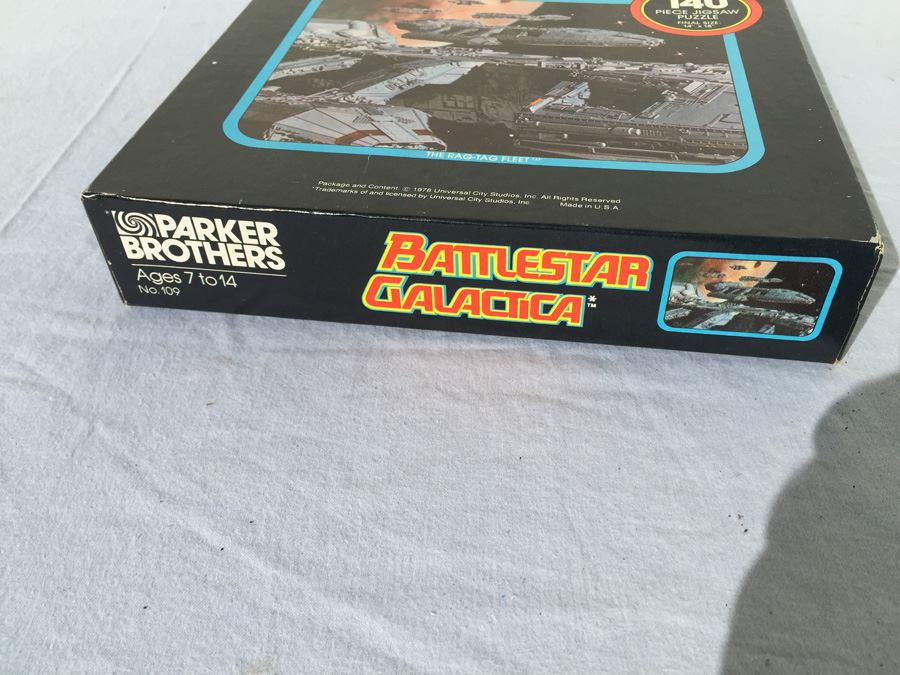 140
PIECE JIGSAW
PUZZLE
FINAL SIZE:
14" x 18"
THE RAG-TAG FLEET™
Package and Content © 1978 Universal City Studios, Inc. All Rights Reserved
*Trademarks of and licensed by Universal City Studios, Inc. Made in U.S.A.
PARKER
BROTHERS
Ages 7 to 14
No. 109
BATTLESTAR
GALACTICA*™